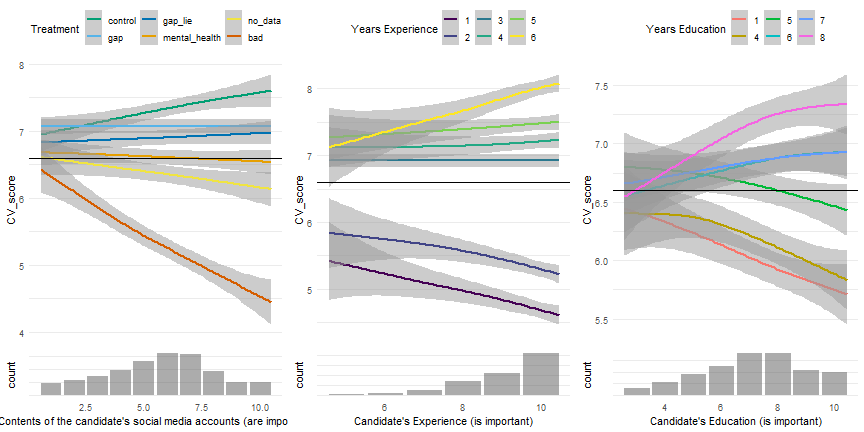 Treatment control gap_lie no_data
gap mental_health bad
8
7
6
5
4
CV_score
count
2.5 5.0 7.5 10.0
Contents of the candidate's social media accounts (are impo
Years Experience 1 3 5
2 4 6
8
7
6
5
CV_score
count
6 8 10
Candidate's Experience (is important)
Years Education 1 5 7
4 6 8
7.5
7.0
6.5
6.0
5.5
CV_score
count
4 6 8 10
Candidate's Education (is important)